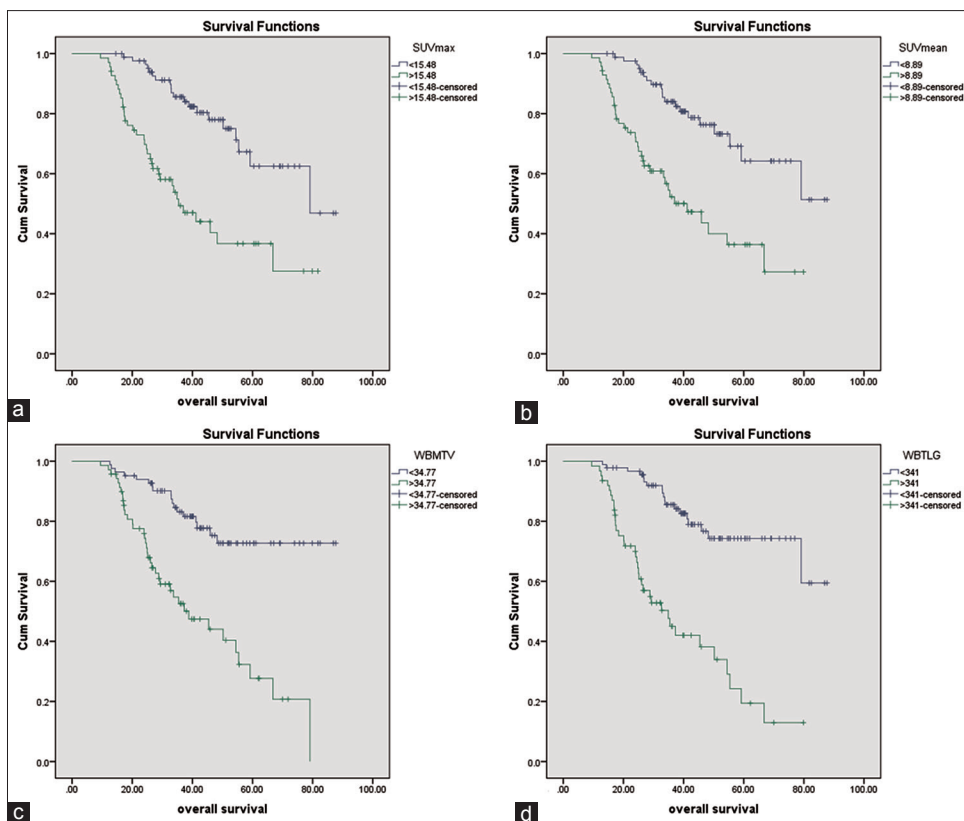 Survival Functions
SUVmax
<15.48
>15.48
<15.48-censored
>15.48-censored
Cum Survival
1.0
0.8
0.6
0.4
0.2
0.0
.00 20.00 40.00 60.00 80.00 100.00
overall survival
a
Survival Functions
SUVmean
<8.89
>8.89
<8.89-censored
>8.89-censored
Cum Survival
1.0
0.8
0.6
0.4
0.2
0.0
.00 20.00 40.00 60.00 80.00 100.00
overall survival
b
Survival Functions
WBMTV
<34.77
>34.77
<34.77-censored
>34.77-censored
Cum Survival
1.0
0.8
0.6
0.4
0.2
0.0
.00 20.00 40.00 60.00 80.00 100.00
overall survival
c
Survival Functions
WBTLG
<341
>341
<341-censored
>341-censored
Cum Survival
1.0
0.8
0.6
0.4
0.2
0.0
.00 20.00 40.00 60.00 80.00 100.00
overall survival
d